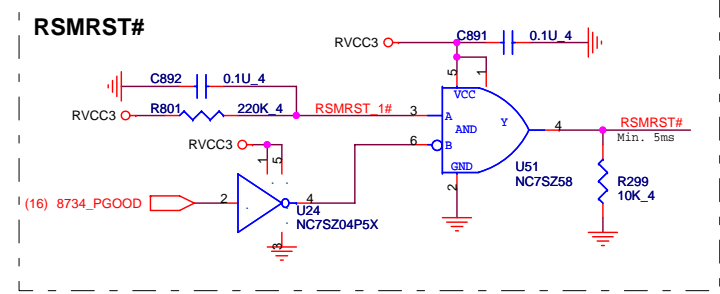 RSMRST#
C891
0.1U_4
RVCC3
C892
0.1U_4
5
1
VCC
RVCC3
R801
220K_4
RSMRST_1#
3
A
AND
Y
4
RSMRST#
Min. 5ms
RVCC3
6
B
1
5
GND
U51
NC7SZ58
2
R299
10K_4
(16) 8734_PGOOD
2
4
U24
NC7SZ04P5X
3